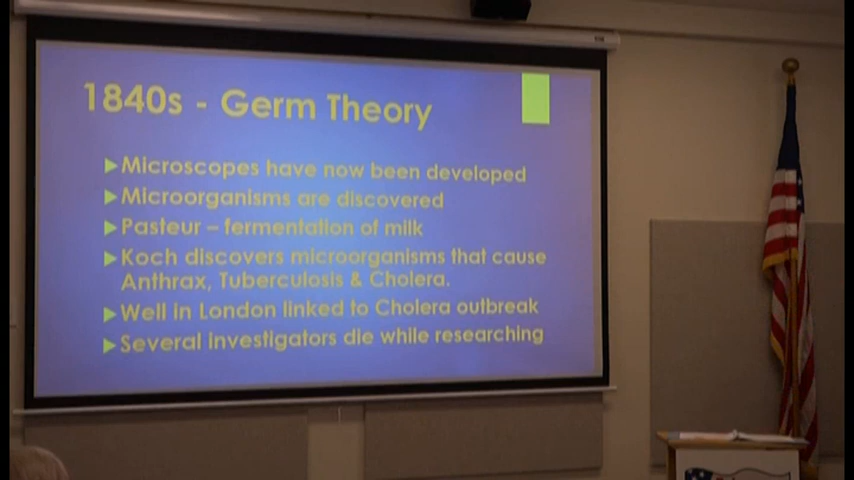 1840s - Germ Theory
▶Microscopes have now been developed
▶Microorganisms are discovered
▶Pasteur – fermentation of milk
▶Koch discovers microorganisms that cause
Anthrax, Tuberculosis & Cholera.
▶Well in London linked to Cholera outbreak
▶Several investigators die while researching